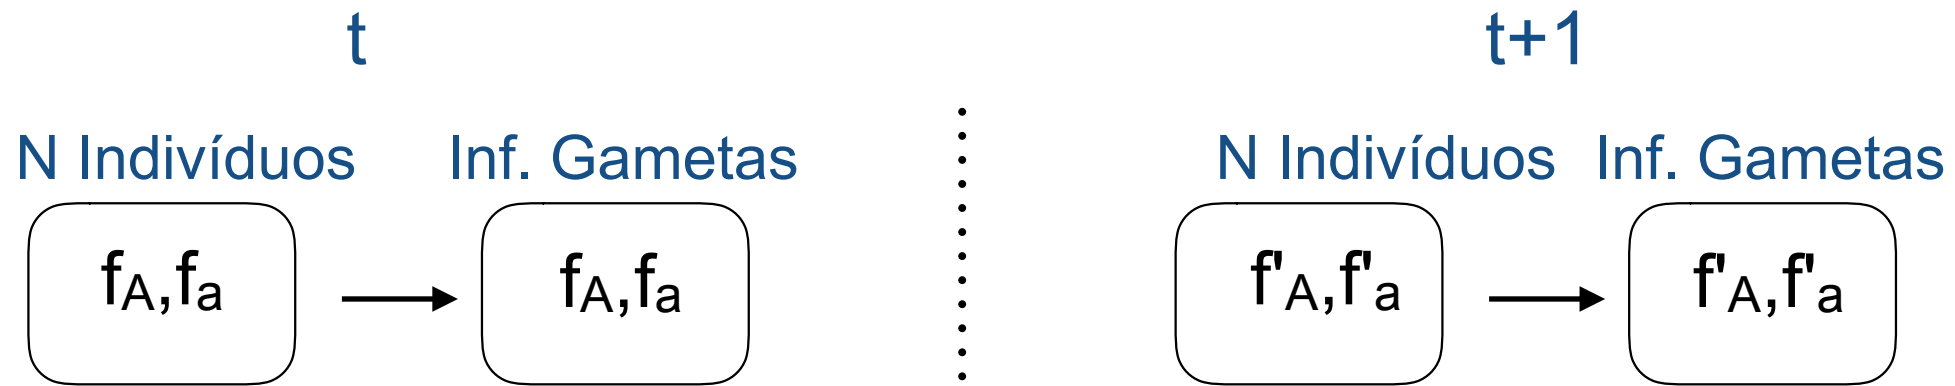 t t+1
N Indivíduos Inf. Gametas N Indivíduos Inf. Gametas
fA,fa fA,fa f'A,f'a f'A,f'a